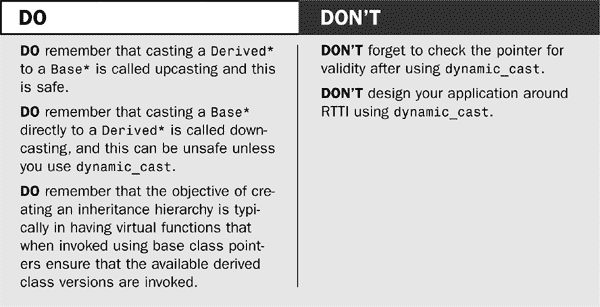 DO
DO remember that casting a Derived*
to a Base* is called upcasting and this
is safe.
DO remember that casting a Base*
directly to a Derived* is called down-
casting, and this can be unsafe unless
you use dynamic_cast.
DO remember that the objective of cre-
ating an inheritance hierarchy is typi-
cally in having virtual functions that
when invoked using base class point-
ers ensure that the available derived
class versions are invoked.
DON'T
DON'T forget to check the pointer for
validity after using dynamic_cast.
DON'T design your application around
RTTI using dynamic_cast.